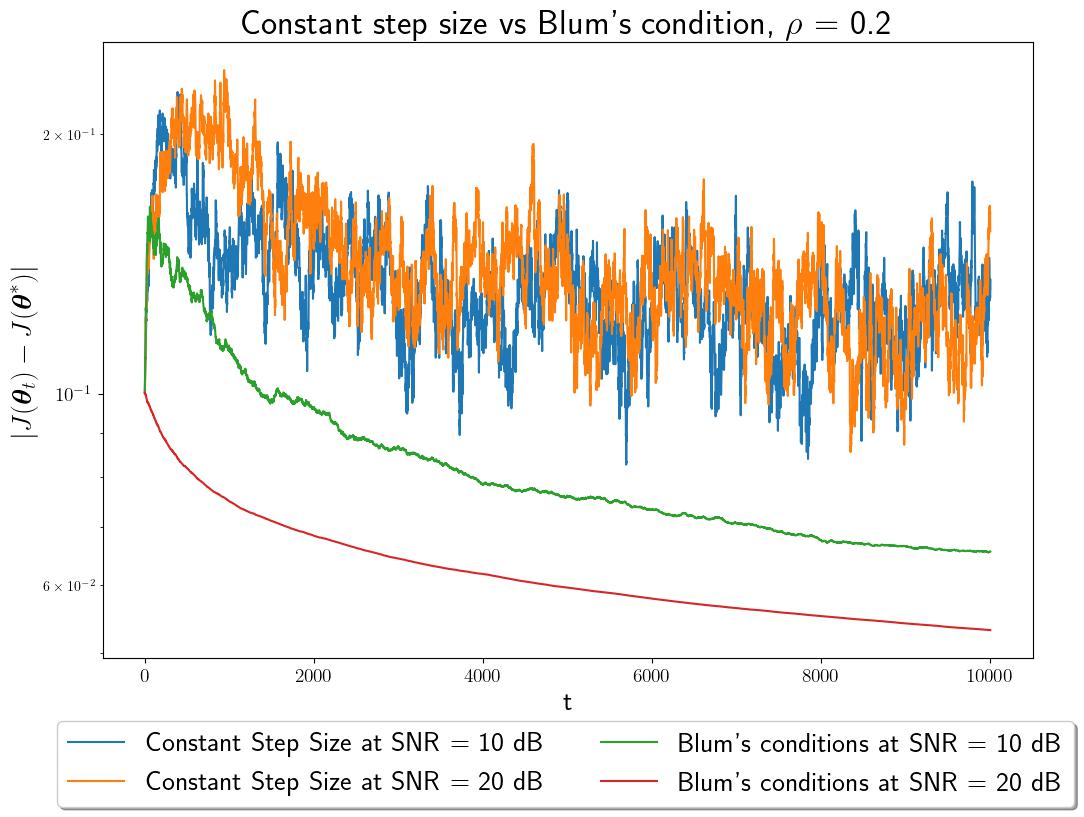 Constant step size vs Blum's condition, ρ = 0.2
|J(θ_t) − J(θ*)|
2 × 10⁻¹
10⁻¹
6 × 10⁻²
0 2000 4000 6000 8000 10000
t
Constant Step Size at SNR = 10 dB
Constant Step Size at SNR = 20 dB
Blum's conditions at SNR = 10 dB
Blum's conditions at SNR = 20 dB